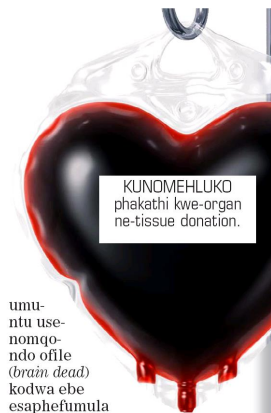 KUNOMEHLUKO
phakathi kwe-organ
ne-tissue donation.
umu-
ntu use-
nomqo-
ndo ofile
(brain dead)
kodwa ebe
esaphefumula